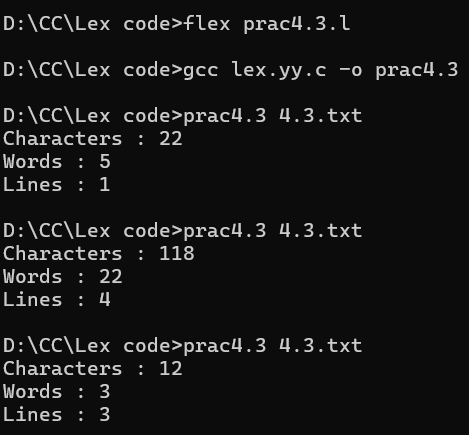 D:\CC\Lex code>flex prac4.3.l
D:\CC\Lex code>gcc lex.yy.c -o prac4.3
D:\CC\Lex code>prac4.3 4.3.txt
Characters : 22
Words : 5
Lines : 1
D:\CC\Lex code>prac4.3 4.3.txt
Characters : 118
Words : 22
Lines : 4
D:\CC\Lex code>prac4.3 4.3.txt
Characters : 12
Words : 3
Lines : 3